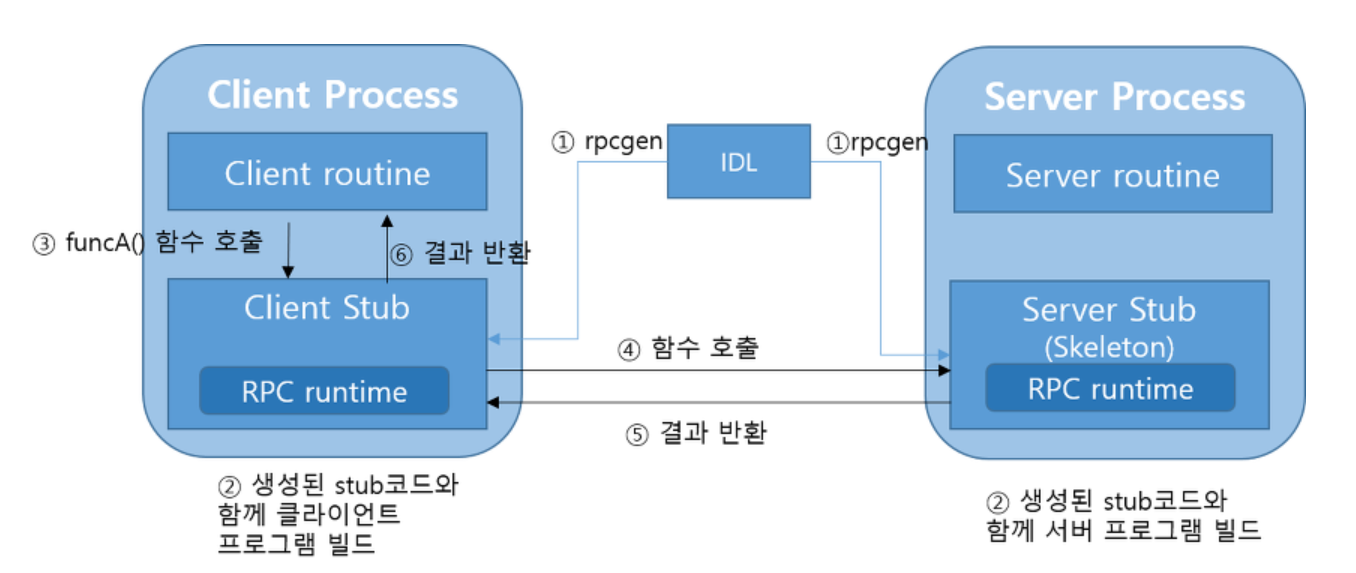 Client Process
Server Process
① rpcgen
IDL
①rpcgen
Client routine
Server routine
③ funcA() 함수 호출
⑥ 결과 반환
Client Stub
Server Stub
(Skeleton)
④ 함수 호출
RPC runtime
RPC runtime
⑤ 결과 반환
② 생성된 stub코드와
함께 클라이언트
프로그램 빌드
② 생성된 stub코드와
함께 서버 프로그램 빌드